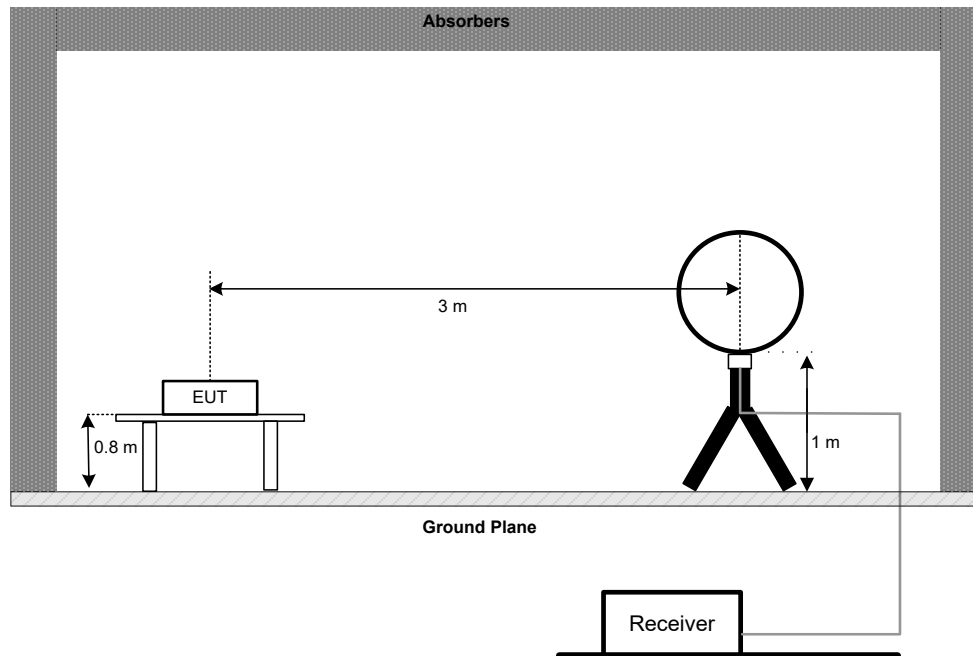 Absorbers
3 m
EUT
0.8 m
1 m
Ground Plane
Receiver